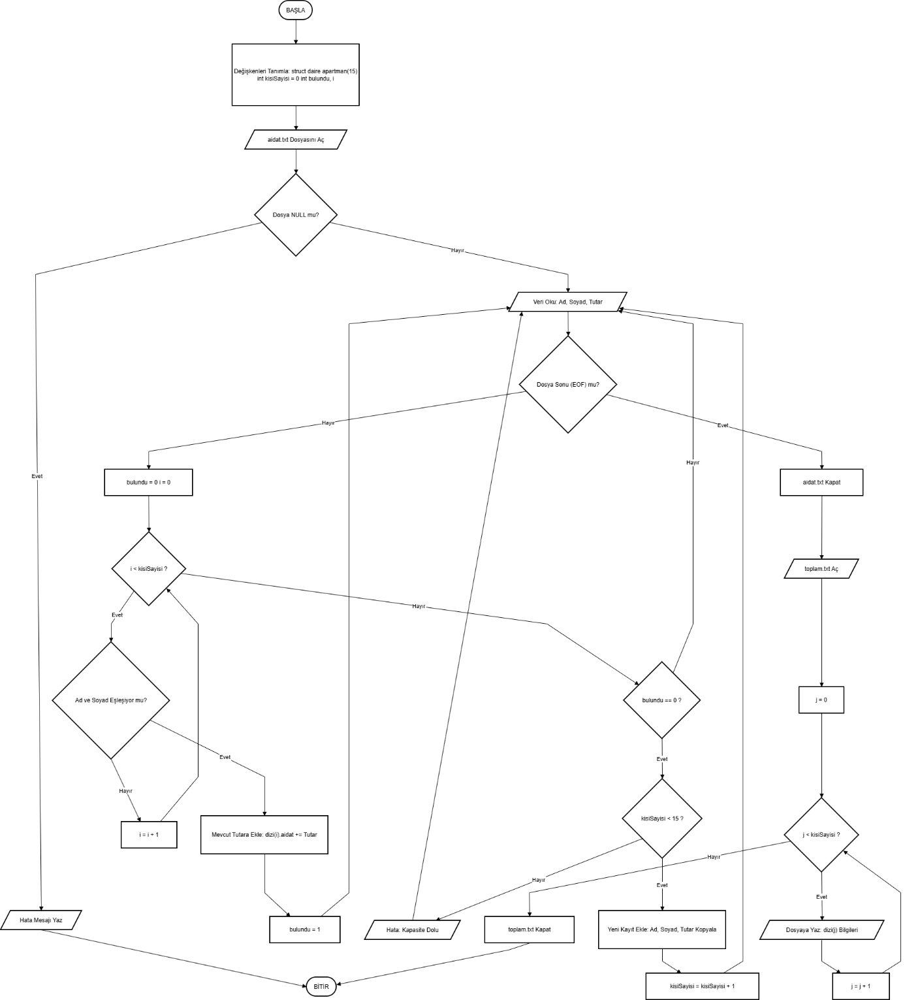 BAŞLA
Değişkenleri Tanımla: struct daire apartman(15)
int kisiSayisi = 0 int bulundu, i
aidat.txt Dosyasını Aç
Dosya NULL mu?
Hayır
Veri Oku: Ad, Soyad, Tutar
Dosya Sonu (EOF) mu?
Hayır
Evet
Hayır
Evet
bulundu = 0 i = 0
aidat.txt Kapat
i < kisiSayisi ?
toplam.txt Aç
Hayır
Evet
Ad ve Soyad Eşleşiyor mu?
bulundu == 0 ?
j = 0
Evet
Evet
Hayır
kisiSayisi < 15 ?
i = i + 1
Mevcut Tutara Ekle: dizi(i).aidat += Tutar
j < kisiSayisi ?
Hayır
Hayır
Evet
Evet
Hata Mesajı Yaz
bulundu = 1
Hata: Kapasite Dolu
toplam.txt Kapat
Yeni Kayıt Ekle: Ad, Soyad, Tutar Kopyala
Dosyaya Yaz: dizi(j) Bilgileri
BİTİR
kisiSayisi = kisiSayisi + 1
j = j + 1